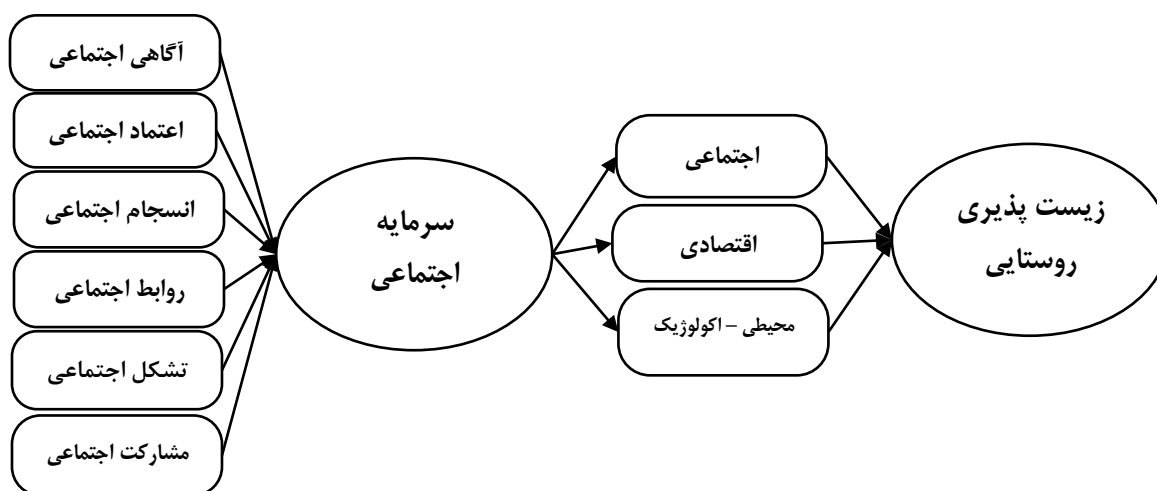 آگاهی اجتماعی
اعتماد اجتماعی
انسجام اجتماعی
روابط اجتماعی
تشکل اجتماعی
مشارکت اجتماعی
سرمایه
اجتماعی
اجتماعی
اقتصادی
محیطی – اکولوژیک
زیست پذیری
روستایی